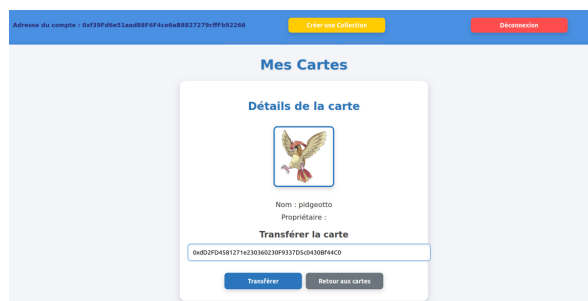 Adresse du compte : 0xf39Fd6e51aad88F6F4ce6aB8827279cffFb92266
Créer une Collection
Déconnexion
Mes Cartes
Détails de la carte
Nom : pidgeotto
Propriétaire :
Transférer la carte
0xdD2FD4581271e230360230F9337D5c0430Bf44C0
Transférer
Retour aux cartes